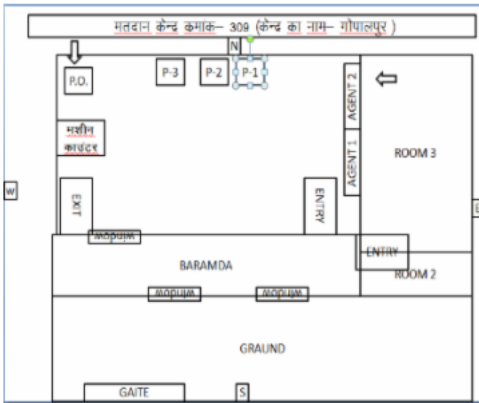 मतदान केन्द्र कमाक– 309 (केन्द्र का नाम– गोपालपुर )
N
P.O.
P-3
P-2
P-1
AGENT 2
मशीन
काउंटर
AGENT 1
ROOM 3
W
EXIT
ENTRY
window
BARAMDA
ENTRY
ROOM 2
window
window
GRAUND
GAITE
S